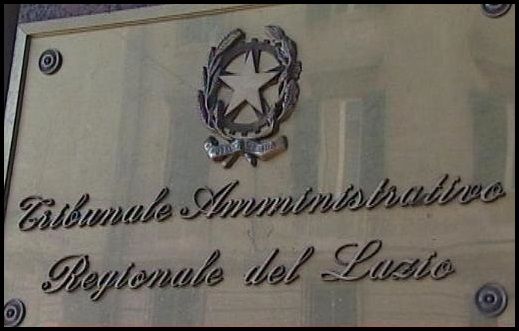 Tribunale Amministrativo
Regionale del Lazio